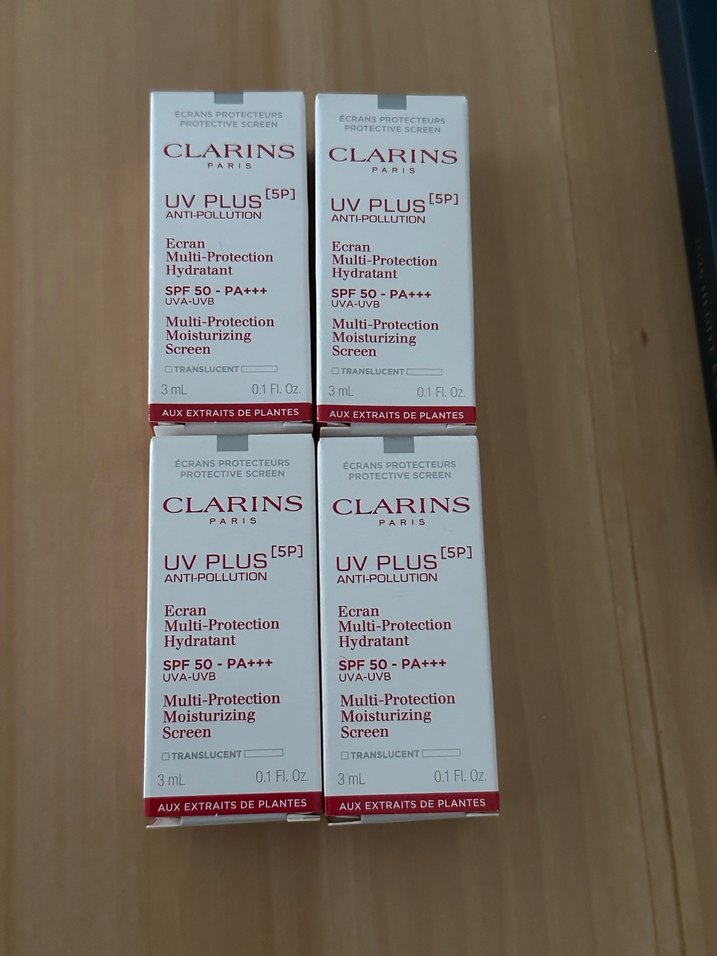 ÉCRANS PROTECTEURS
PROTECTIVE SCREEN
CLARINS
PARIS
UV PLUS [5P]
ANTI-POLLUTION
Ecran
Multi-Protection
Hydratant
SPF 50 - PA+++
UVA-UVB
Multi-Protection
Moisturizing
Screen
TRANSLUCENT
3 mL 0.1 Fl. Oz.
AUX EXTRAITS DE PLANTES
ÉCRANS PROTECTEURS
PROTECTIVE SCREEN
CLARINS
PARIS
UV PLUS [5P]
ANTI-POLLUTION
Ecran
Multi-Protection
Hydratant
SPF 50 - PA+++
UVA-UVB
Multi-Protection
Moisturizing
Screen
TRANSLUCENT
3 mL 0.1 Fl. Oz.
AUX EXTRAITS DE PLANTES
ÉCRANS PROTECTEURS
PROTECTIVE SCREEN
CLARINS
PARIS
UV PLUS [5P]
ANTI-POLLUTION
Ecran
Multi-Protection
Hydratant
SPF 50 - PA+++
UVA-UVB
Multi-Protection
Moisturizing
Screen
TRANSLUCENT
3 mL 0.1 Fl. Oz.
AUX EXTRAITS DE PLANTES
ÉCRANS PROTECTEURS
PROTECTIVE SCREEN
CLARINS
PARIS
UV PLUS [5P]
ANTI-POLLUTION
Ecran
Multi-Protection
Hydratant
SPF 50 - PA+++
UVA-UVB
Multi-Protection
Moisturizing
Screen
TRANSLUCENT
3 mL 0.1 Fl. Oz.
AUX EXTRAITS DE PLANTES